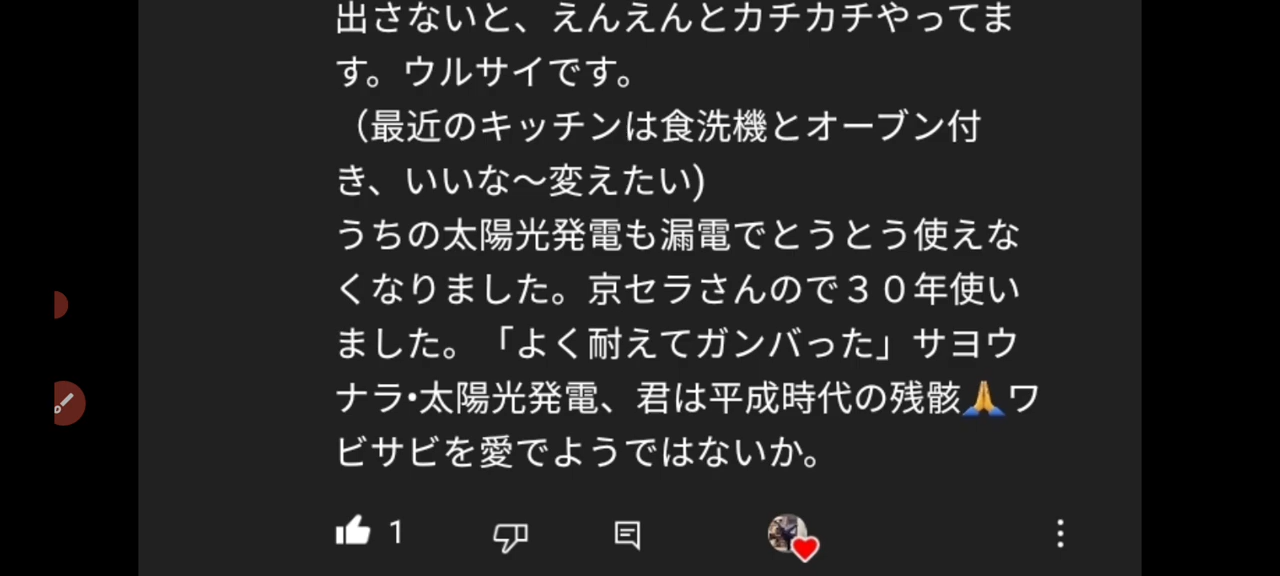 出さないと、えんえんとカチカチやってま
す。ウルサイです。
（最近のキッチンは食洗機とオーブン付
き、いいな〜変えたい)
うちの太陽光発電も漏電でとうとう使えな
くなりました。京セラさんので３０年使い
ました。「よく耐えてガンバった」サヨウ
ナラ•太陽光発電、君は平成時代の残骸🙏ワ
ビサビを愛でようではないか。
1